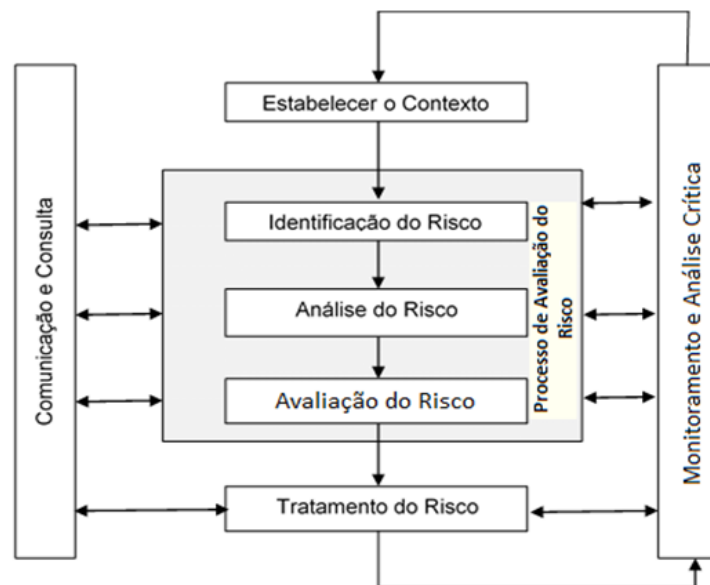 Comunicação e Consulta
Estabelecer o Contexto
Identificação do Risco
Análise do Risco
Avaliação do Risco
Processo de Avaliação do
Risco
Tratamento do Risco
Monitoramento e Análise Crítica